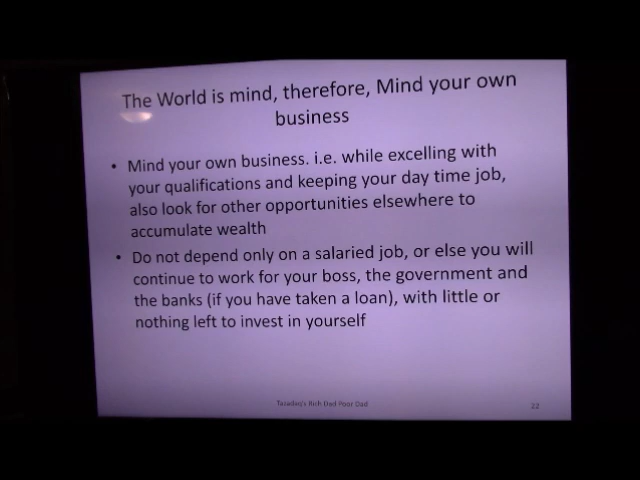 The World is mind, therefore, Mind your own
business
• Mind your own business. i.e. while excelling with
your qualifications and keeping your day time job,
also look for other opportunities elsewhere to
accumulate wealth
• Do not depend only on a salaried job, or else you will
continue to work for your boss, the government and
the banks (if you have taken a loan), with little or
nothing left to invest in yourself
Tasadaq's Rich Dad Poor Dad
22